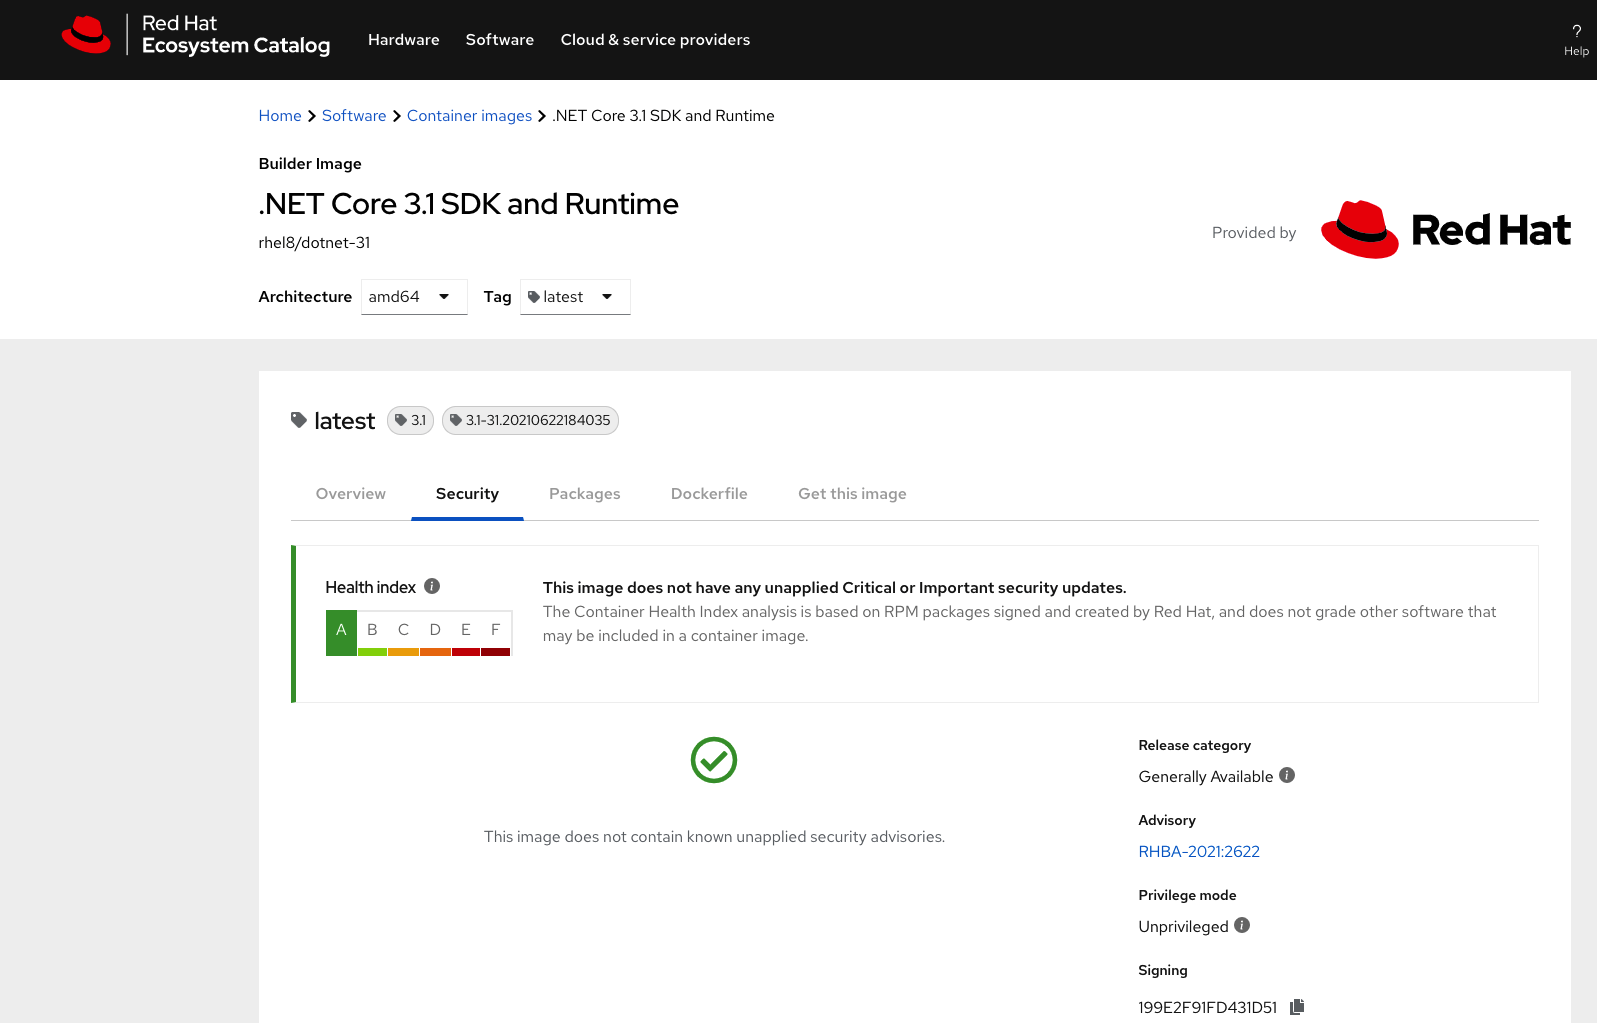 Red Hat
Ecosystem Catalog
Hardware Software Cloud & service providers
?
Help
Home > Software > Container images > .NET Core 3.1 SDK and Runtime
Builder Image
.NET Core 3.1 SDK and Runtime
rhel8/dotnet-31
Provided by Red Hat
Architecture amd64 Tag latest
latest 3.1 3.1-31.20210622184035
Overview Security Packages Dockerfile Get this image
Health index i
A B C D E F
This image does not have any unapplied Critical or Important security updates.
The Container Health Index analysis is based on RPM packages signed and created by Red Hat, and does not grade other software that
may be included in a container image.
This image does not contain known unapplied security advisories.
Release category
Generally Available i
Advisory
RHBA-2021:2622
Privilege mode
Unprivileged i
Signing
199E2F91FD431D51